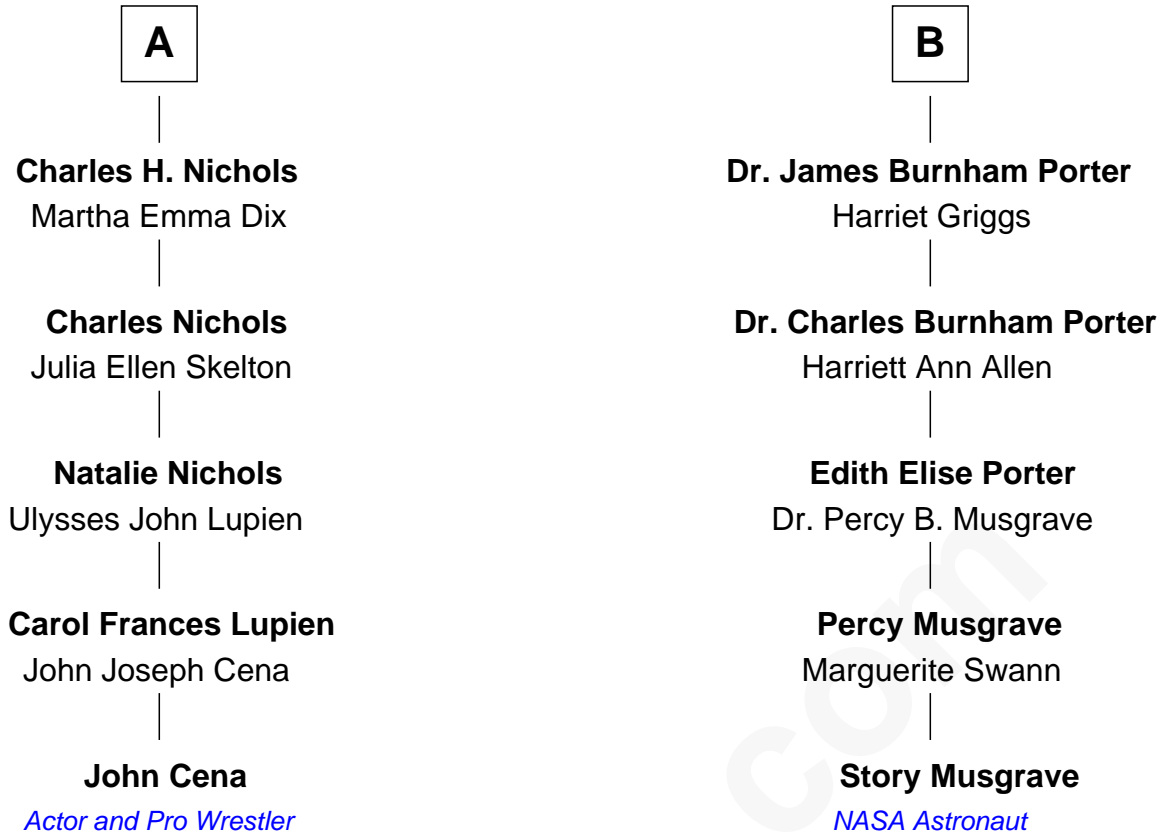 A
Charles H. Nichols
Martha Emma Dix
Charles Nichols
Julia Ellen Skelton
Natalie Nichols
Ulysses John Lupien
Carol Frances Lupien
John Joseph Cena
John Cena
Actor and Pro Wrestler
B
Dr. James Burnham Porter
Harriet Griggs
Dr. Charles Burnham Porter
Harriett Ann Allen
Edith Elise Porter
Dr. Percy B. Musgrave
Percy Musgrave
Marguerite Swann
Story Musgrave
NASA Astronaut
com